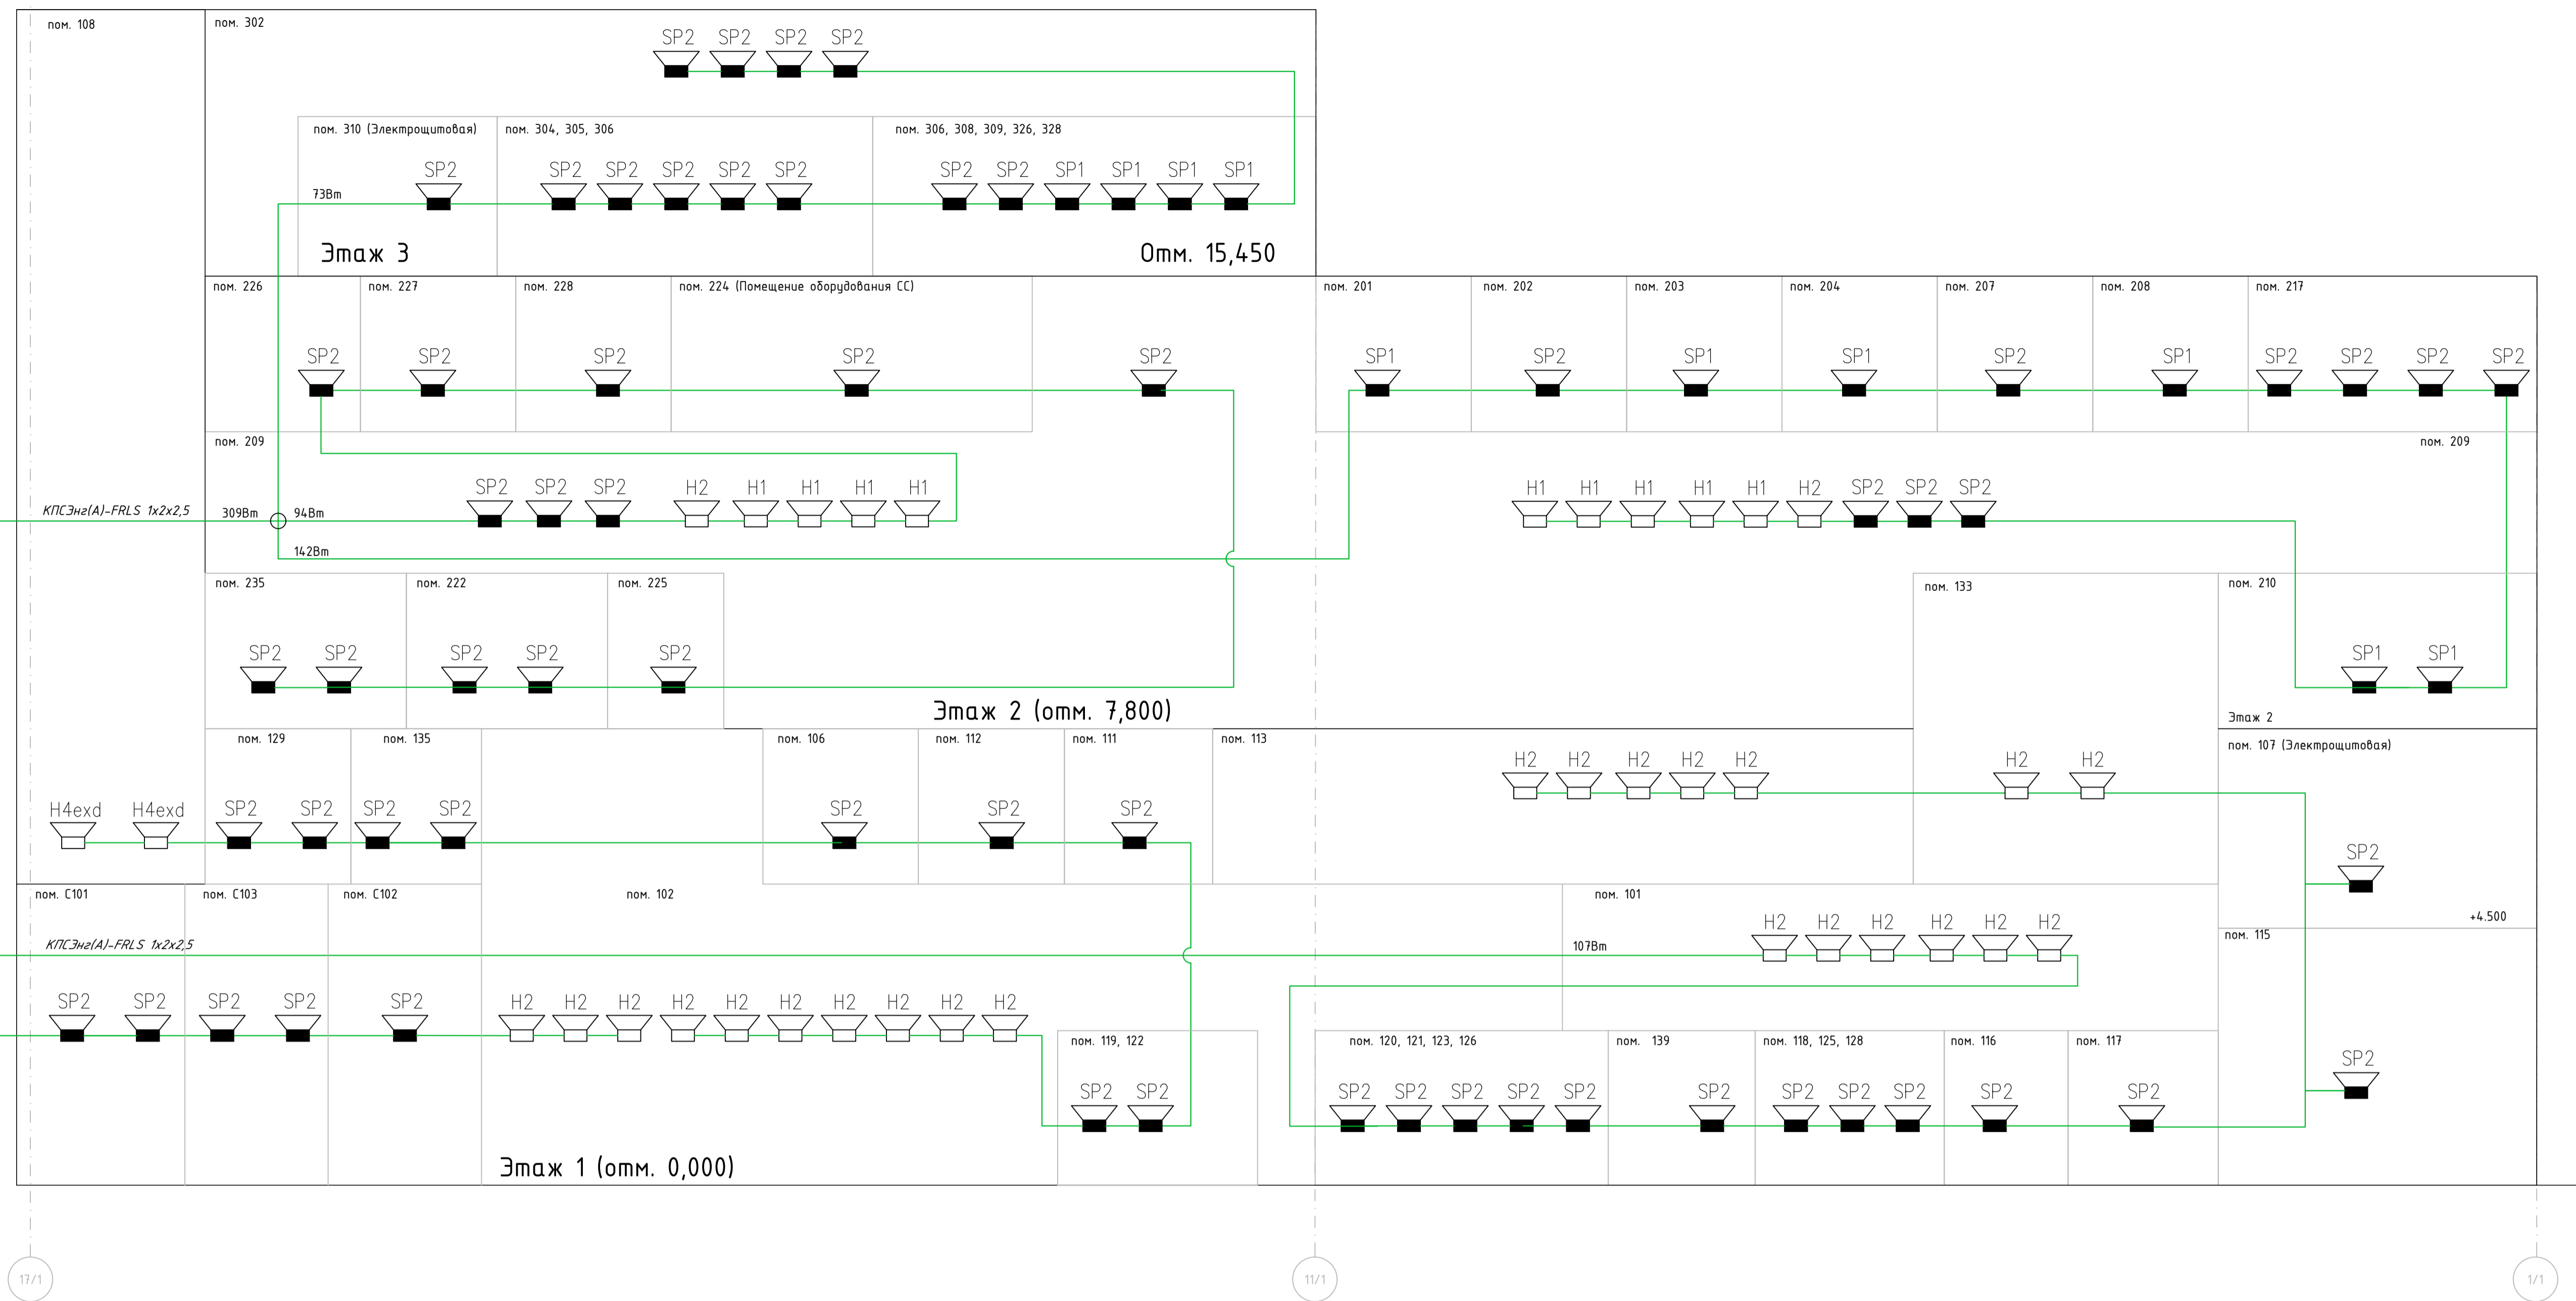 пом. 108
пом. 302
SP2 SP2 SP2 SP2
пом. 310 (Электрощитовая)
пом. 304, 305, 306
пом. 306, 308, 309, 326, 328
SP2 SP2 SP2 SP2 SP2 SP2 SP2 SP2 SP1 SP1 SP1 SP1
73Вт
Этаж 3
Отм. 15,450
пом. 226
пом. 227
пом. 228
пом. 224 (Помещение оборудования СС)
пом. 201
пом. 202
пом. 203
пом. 204
пом. 207
пом. 208
пом. 217
SP2 SP2 SP2 SP2 SP2 SP1 SP2 SP1 SP1 SP2 SP1 SP2 SP2 SP2 SP2
пом. 209
пом. 209
SP2 SP2 SP2 H2 H1 H1 H1 H1
H1 H1 H1 H1 H1 H2 SP2 SP2 SP2
КПСЭнг(А)-FRLS 1x2x2,5
309Вт
94Вт
142Вт
пом. 235
пом. 222
пом. 225
пом. 133
пом. 210
SP2 SP2 SP2 SP2 SP2
SP1 SP1
Этаж 2 (отм. 7,800)
Этаж 2
пом. 129
пом. 135
пом. 106
пом. 112
пом. 111
пом. 113
пом. 107 (Электрощитовая)
H2 H2 H2 H2 H2 H2 H2
H4exd H4exd SP2 SP2 SP2 SP2 SP2 SP2 SP2
SP2
пом. С101
пом. С103
пом. С102
пом. 102
пом. 101
+4.500
H2 H2 H2 H2 H2 H2
пом. 115
КПСЭнг(А)-FRLS 1x2x2,5
107Вт
SP2 SP2 SP2 SP2 SP2 H2 H2 H2 H2 H2 H2 H2 H2 H2 H2
пом. 119, 122
пом. 120, 121, 123, 126
пом. 139
пом. 118, 125, 128
пом. 116
пом. 117
SP2
SP2 SP2 SP2 SP2 SP2 SP2 SP2 SP2 SP2 SP2 SP2 SP2 SP2
Этаж 1 (отм. 0,000)
17/1
11/1
1/1